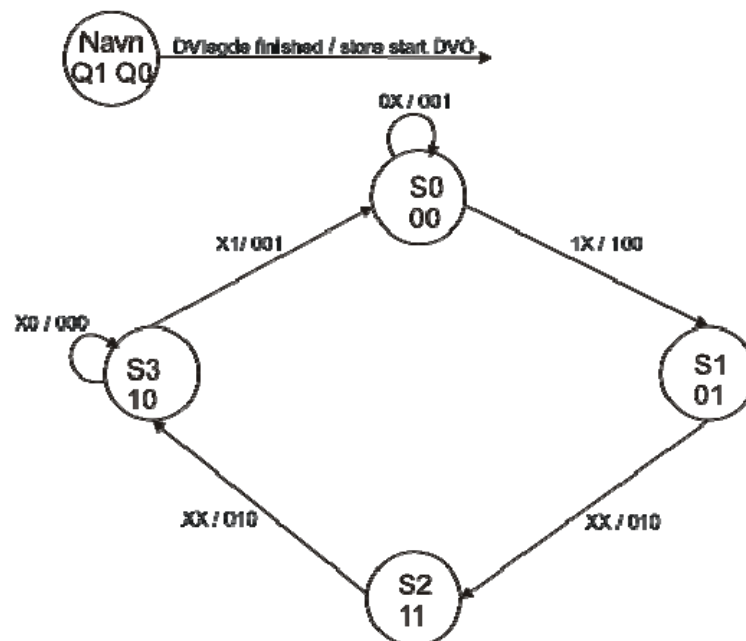 Navn
Q1 Q0
DVIegde finished / store start DVO
0X / 001
S0
00
X1/ 001
1X / 100
X0 / 000
S3
10
S1
01
XX / 010
XX / 010
S2
11